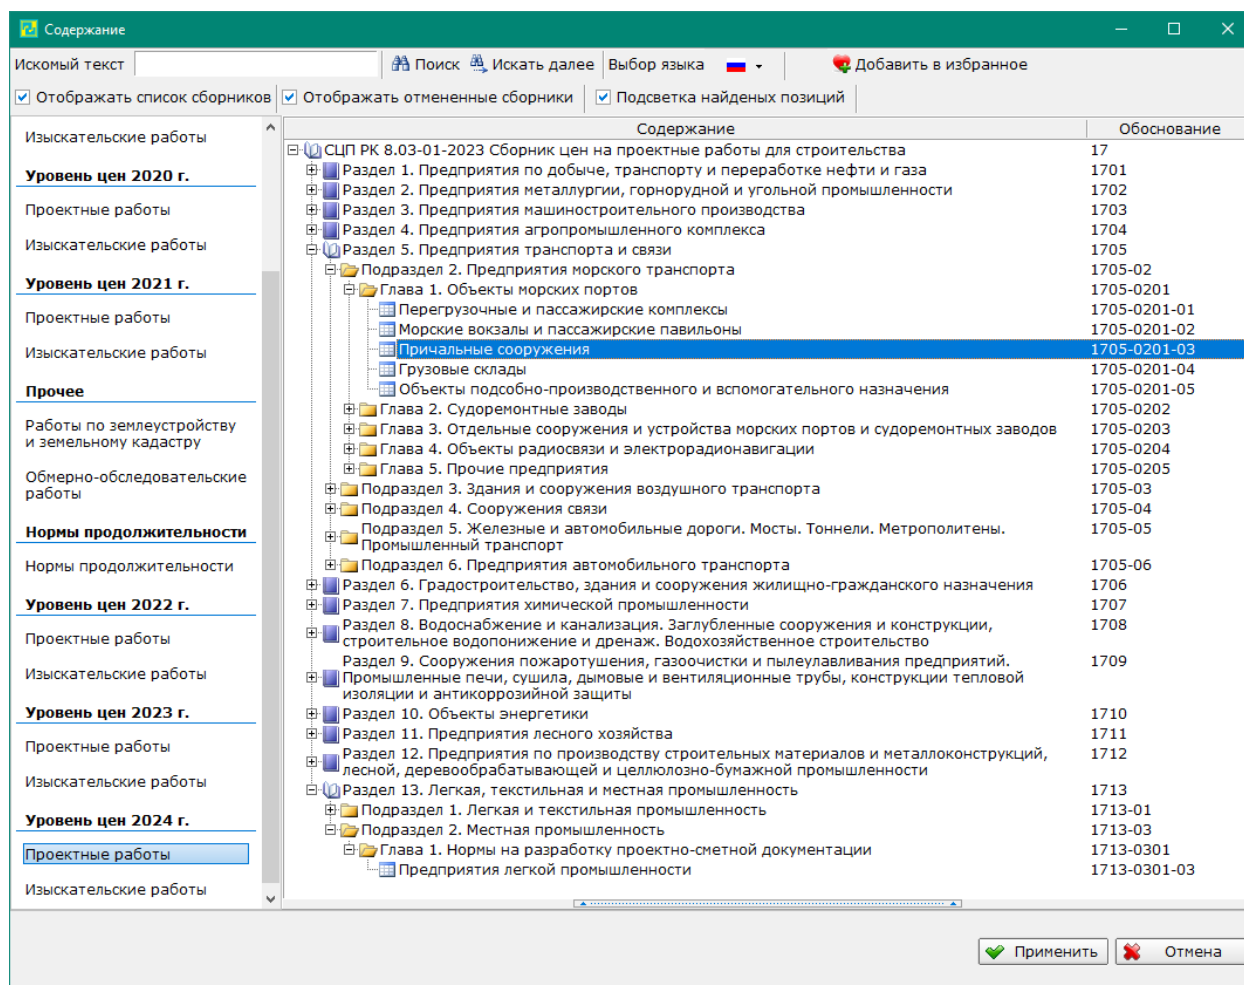 Содержание
Искомый текст
Поиск
Искать далее
Выбор языка
Добавить в избранное
Отображать список сборников
Отображать отмененные сборники
Подсветка найденых позиций
Изыскательские работы
Уровень цен 2020 г.
Проектные работы
Изыскательские работы
Уровень цен 2021 г.
Проектные работы
Изыскательские работы
Прочее
Работы по землеустройству
и земельному кадастру
Обмерно-обследовательские
работы
Нормы продолжительности
Нормы продолжительности
Уровень цен 2022 г.
Проектные работы
Изыскательские работы
Уровень цен 2023 г.
Проектные работы
Изыскательские работы
Уровень цен 2024 г.
Проектные работы
Изыскательские работы
Содержание Обоснование
СЦП РК 8.03-01-2023 Сборник цен на проектные работы для строительства 17
Раздел 1. Предприятия по добыче, транспорту и переработке нефти и газа 1701
Раздел 2. Предприятия металлургии, горнорудной и угольной промышленности 1702
Раздел 3. Предприятия машиностроительного производства 1703
Раздел 4. Предприятия агропромышленного комплекса 1704
Раздел 5. Предприятия транспорта и связи 1705
Подраздел 2. Предприятия морского транспорта 1705-02
Глава 1. Объекты морских портов 1705-0201
Перегрузочные и пассажирские комплексы 1705-0201-01
Морские вокзалы и пассажирские павильоны 1705-0201-02
Причальные сооружения 1705-0201-03
Грузовые склады 1705-0201-04
Объекты подсобно-производственного и вспомогательного назначения 1705-0201-05
Глава 2. Судоремонтные заводы 1705-0202
Глава 3. Отдельные сооружения и устройства морских портов и судоремонтных заводов 1705-0203
Глава 4. Объекты радиосвязи и электрорадионавигации 1705-0204
Глава 5. Прочие предприятия 1705-0205
Подраздел 3. Здания и сооружения воздушного транспорта 1705-03
Подраздел 4. Сооружения связи 1705-04
Подраздел 5. Железные и автомобильные дороги. Мосты. Тоннели. Метрополитены. 1705-05
Промышленный транспорт
Подраздел 6. Предприятия автомобильного транспорта 1705-06
Раздел 6. Градостроительство, здания и сооружения жилищно-гражданского назначения 1706
Раздел 7. Предприятия химической промышленности 1707
Раздел 8. Водоснабжение и канализация. Заглубленные сооружения и конструкции, 1708
строительное водопонижение и дренаж. Водохозяйственное строительство
Раздел 9. Сооружения пожаротушения, газоочистки и пылеулавливания предприятий. 1709
Промышленные печи, сушила, дымовые и вентиляционные трубы, конструкции тепловой
изоляции и антикоррозийной защиты
Раздел 10. Объекты энергетики 1710
Раздел 11. Предприятия лесного хозяйства 1711
Раздел 12. Предприятия по производству строительных материалов и металлоконструкций, 1712
лесной, деревообрабатывающей и целлюлозно-бумажной промышленности
Раздел 13. Легкая, текстильная и местная промышленность 1713
Подраздел 1. Легкая и текстильная промышленность 1713-01
Подраздел 2. Местная промышленность 1713-03
Глава 1. Нормы на разработку проектно-сметной документации 1713-0301
Предприятия легкой промышленности 1713-0301-03
Применить
Отмена